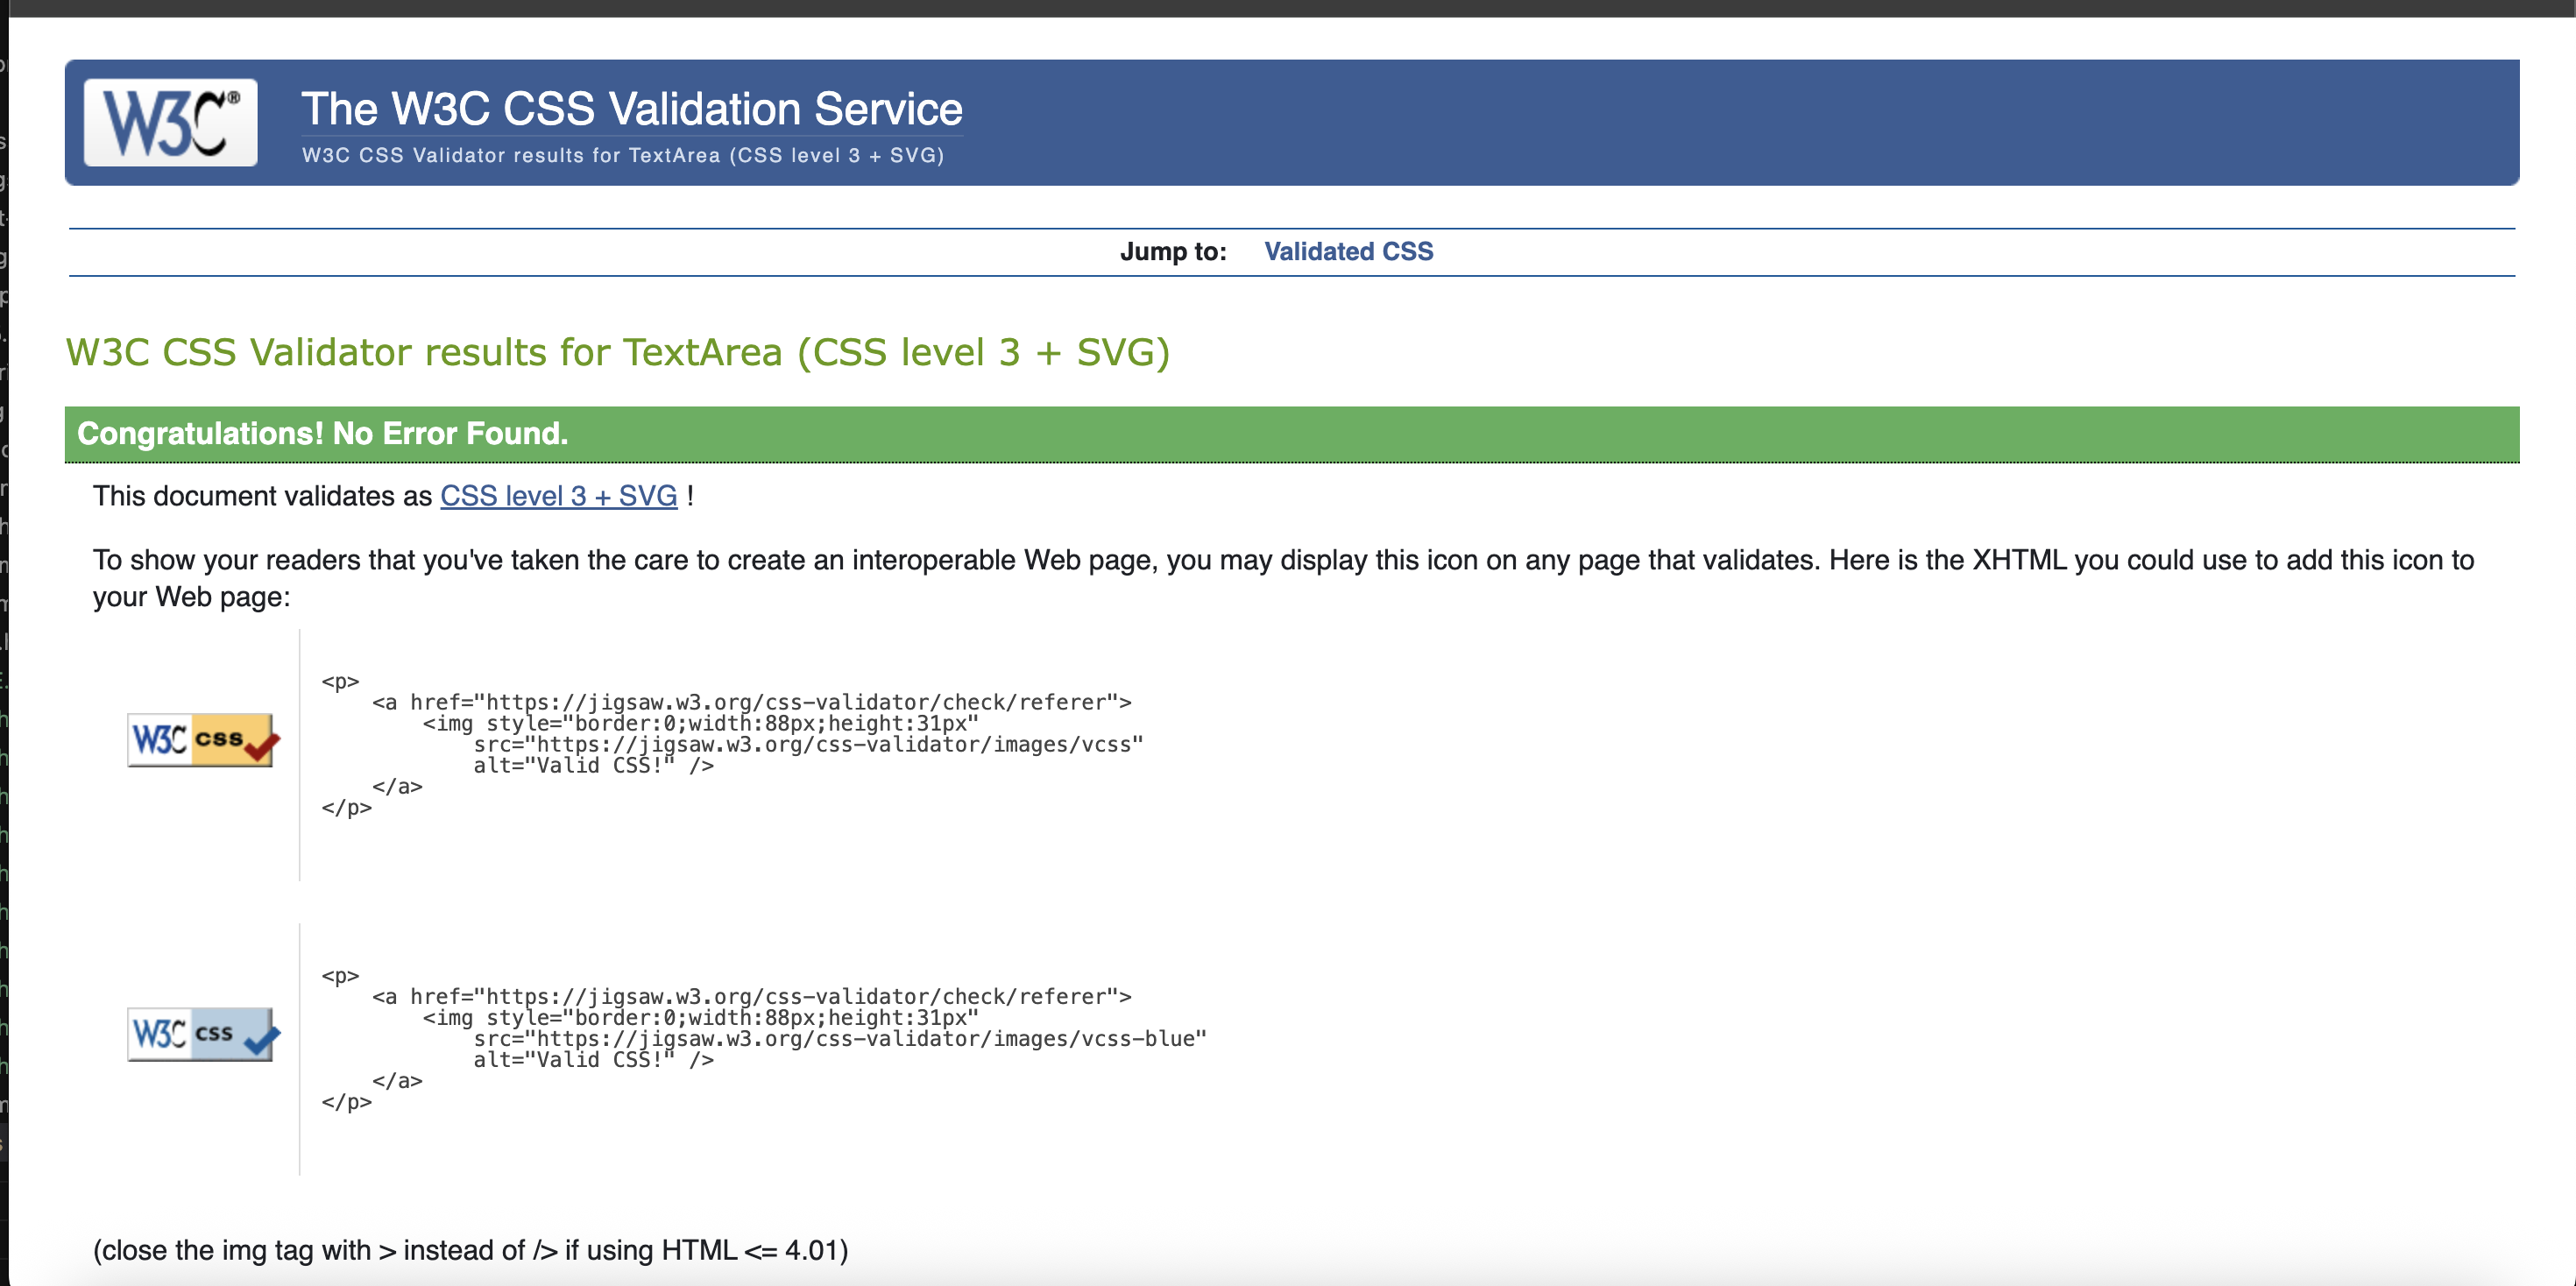 W3C®
The W3C CSS Validation Service
W3C CSS Validator results for TextArea (CSS level 3 + SVG)
Jump to: Validated CSS
W3C CSS Validator results for TextArea (CSS level 3 + SVG)
Congratulations! No Error Found.
This document validates as CSS level 3 + SVG !
To show your readers that you've taken the care to create an interoperable Web page, you may display this icon on any page that validates. Here is the XHTML you could use to add this icon to
your Web page:
W3C css
<p>
    <a href="https://jigsaw.w3.org/css-validator/check/referer">
        <img style="border:0;width:88px;height:31px"
            src="https://jigsaw.w3.org/css-validator/images/vcss"
            alt="Valid CSS!" />
    </a>
</p>
W3C css
<p>
    <a href="https://jigsaw.w3.org/css-validator/check/referer">
        <img style="border:0;width:88px;height:31px"
            src="https://jigsaw.w3.org/css-validator/images/vcss-blue"
            alt="Valid CSS!" />
    </a>
</p>
(close the img tag with > instead of /> if using HTML <= 4.01)